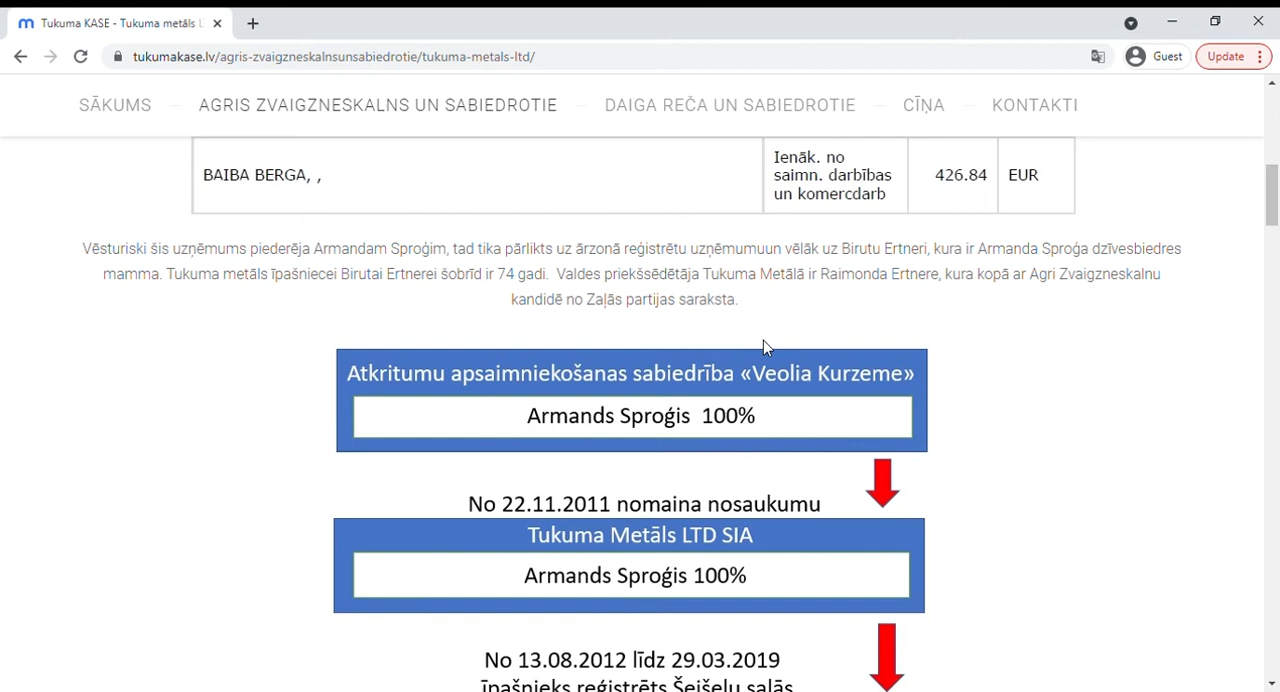 Tukuma KASE - Tukuma metāls
tukumakase.lv/agris-zvaigzneskalnsunsabiedrotie/tukuma-metals-ltd/
Guest
Update
SĀKUMS
AGRIS ZVAIGZNESKALNS UN SABIEDROTIE
DAIGA REČA UN SABIEDROTIE
CĪŅA
KONTAKTI
BAIBA BERGA, ,
Ienāk. no
saimn. darbības
un komercdarb
426.84
EUR
Vēsturiski šis uzņēmums piederēja Armandam Sproģim, tad tika pārlikts uz ārzonā reģistrētu uzņēmumuun vēlāk uz Birutu Ertneri, kura ir Armanda Sproģa dzīvesbiedres
mamma. Tukuma metāls īpašniecei Birutai Ertnerei šobrīd ir 74 gadi. Valdes priekšsēdētāja Tukuma Metālā ir Raimonda Ertnere, kura kopā ar Agri Zvaigzneskalnu
kandidē no Zaļās partijas saraksta.
Atkritumu apsaimniekošanas sabiedrība «Veolia Kurzeme»
Armands Sproģis 100%
No 22.11.2011 nomaina nosaukumu
Tukuma Metāls LTD SIA
Armands Sproģis 100%
No 13.08.2012 līdz 29.03.2019
īpašnieks reģistrēts Šeišelu salās